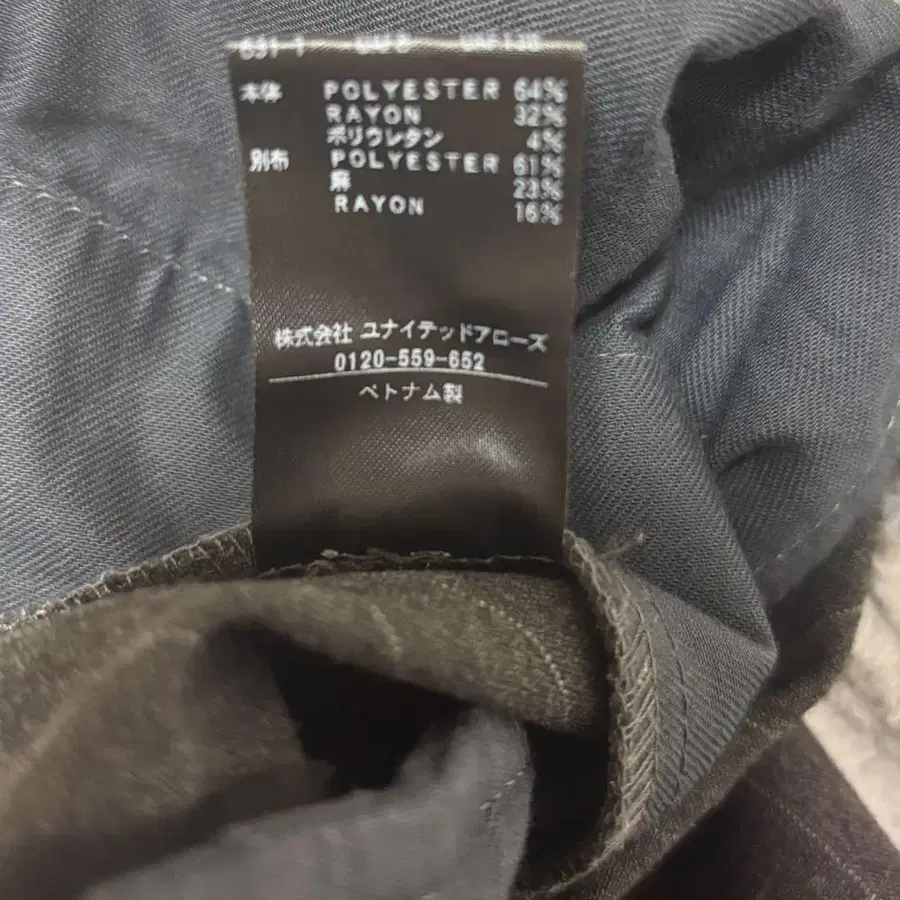 本体 POLYESTER 64%
RAYON 32%
ポリウレタン 4%
別布 POLYESTER 61%
麻 23%
RAYON 16%
株式会社 ユナイテッドアローズ
0120-559-652
ベトナム製